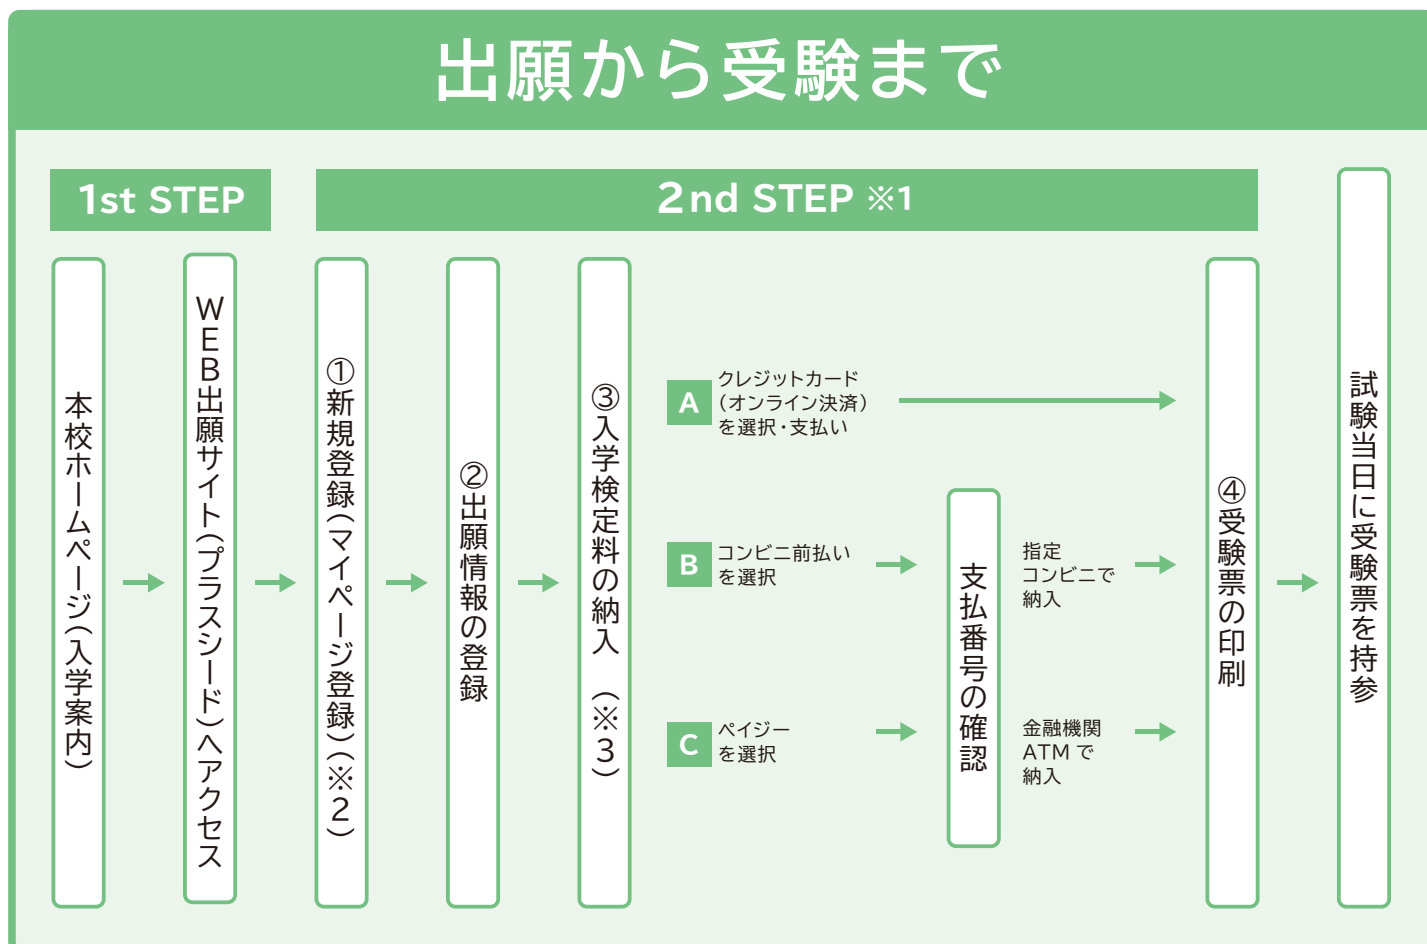 出願から受験まで
1st STEP
2nd STEP ※1
本校ホームページ(入学案内)
WEB出願サイト(プラスシード)へアクセス
①新規登録(マイページ登録)(※2)
②出願情報の登録
③入学検定料の納入 (※3)
A
クレジットカード
(オンライン決済)
を選択・支払い
B
コンビニ前払い
を選択
C
ペイジー
を選択
支払番号の確認
指定
コンビニで
納入
金融機関
ATM で
納入
④受験票の印刷
試験当日に受験票を持参